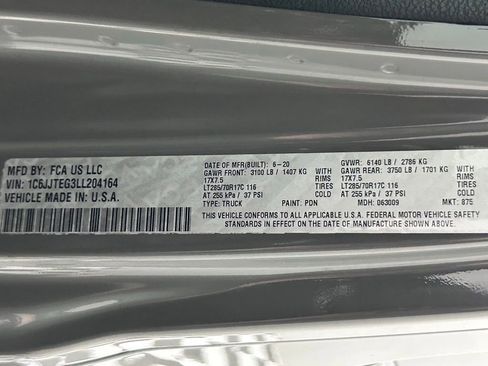 MFD BY: FCA US LLC
VIN: 1C6JJTEG3LL204164
VEHICLE MADE IN: U.S.A.
DATE OF MFR(BUILT): 6-20 GVWR: 6140 LB / 2786 KG
GAWR FRONT: 3100 LB / 1407 KG WITH GAWR REAR: 3750 LB / 1701 KG WITH
17X7.5 RIMS 17X7.5 RIMS
LT285/70R17C 116 TIRES LT285/70R17C 116 TIRES
AT 255 kPa / 37 PSI COLD AT 255 kPa / 37 PSI COLD
THIS VEHICLE CONFORMS TO ALL APPLICABLE U.S.A. FEDERAL MOTOR VEHICLE SAFETY
STANDARDS IN EFFECT ON THE DATE OF MANUFACTURE SHOWN ABOVE.
TYPE: TRUCK PAINT: PDN MDH: 063009 MKT: 875